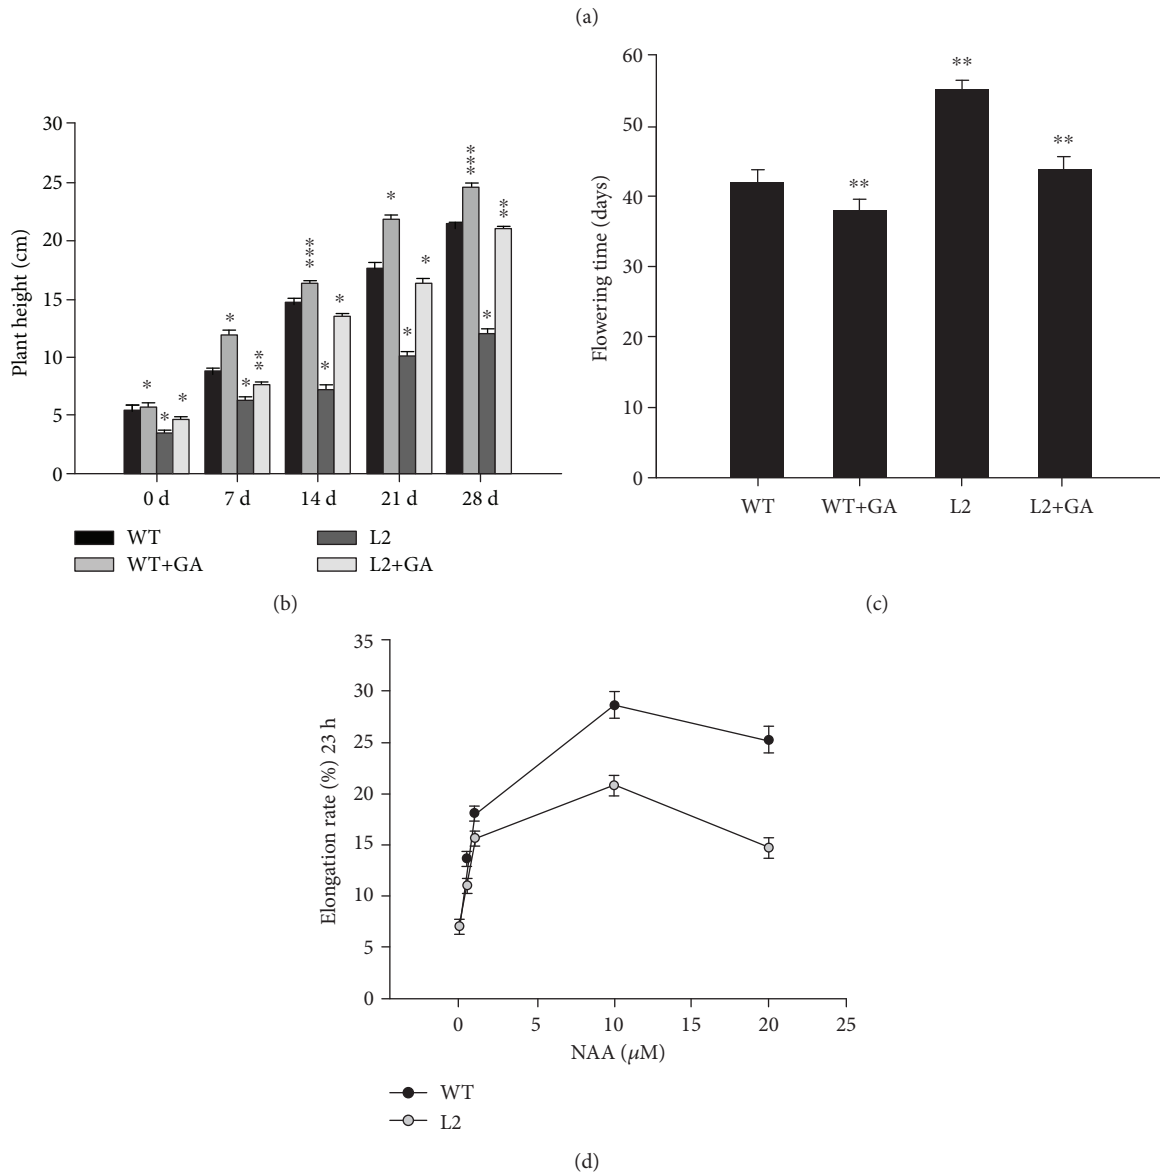 (a)
Plant height (cm)
30
25
20
15
10
5
0
*
*
*
*
*
*
**
***
*
*
*
*
*
***
*
**
0 d
7 d
14 d
21 d
28 d
WT
WT+GA
L2
L2+GA
(b)
Flowering time (days)
60
50
40
30
20
10
0
**
**
**
WT
WT+GA
L2
L2+GA
(c)
Elongation rate (%) 23 h
35
30
25
20
15
10
5
0
0
5
10
15
20
25
NAA (μM)
WT
L2
(d)